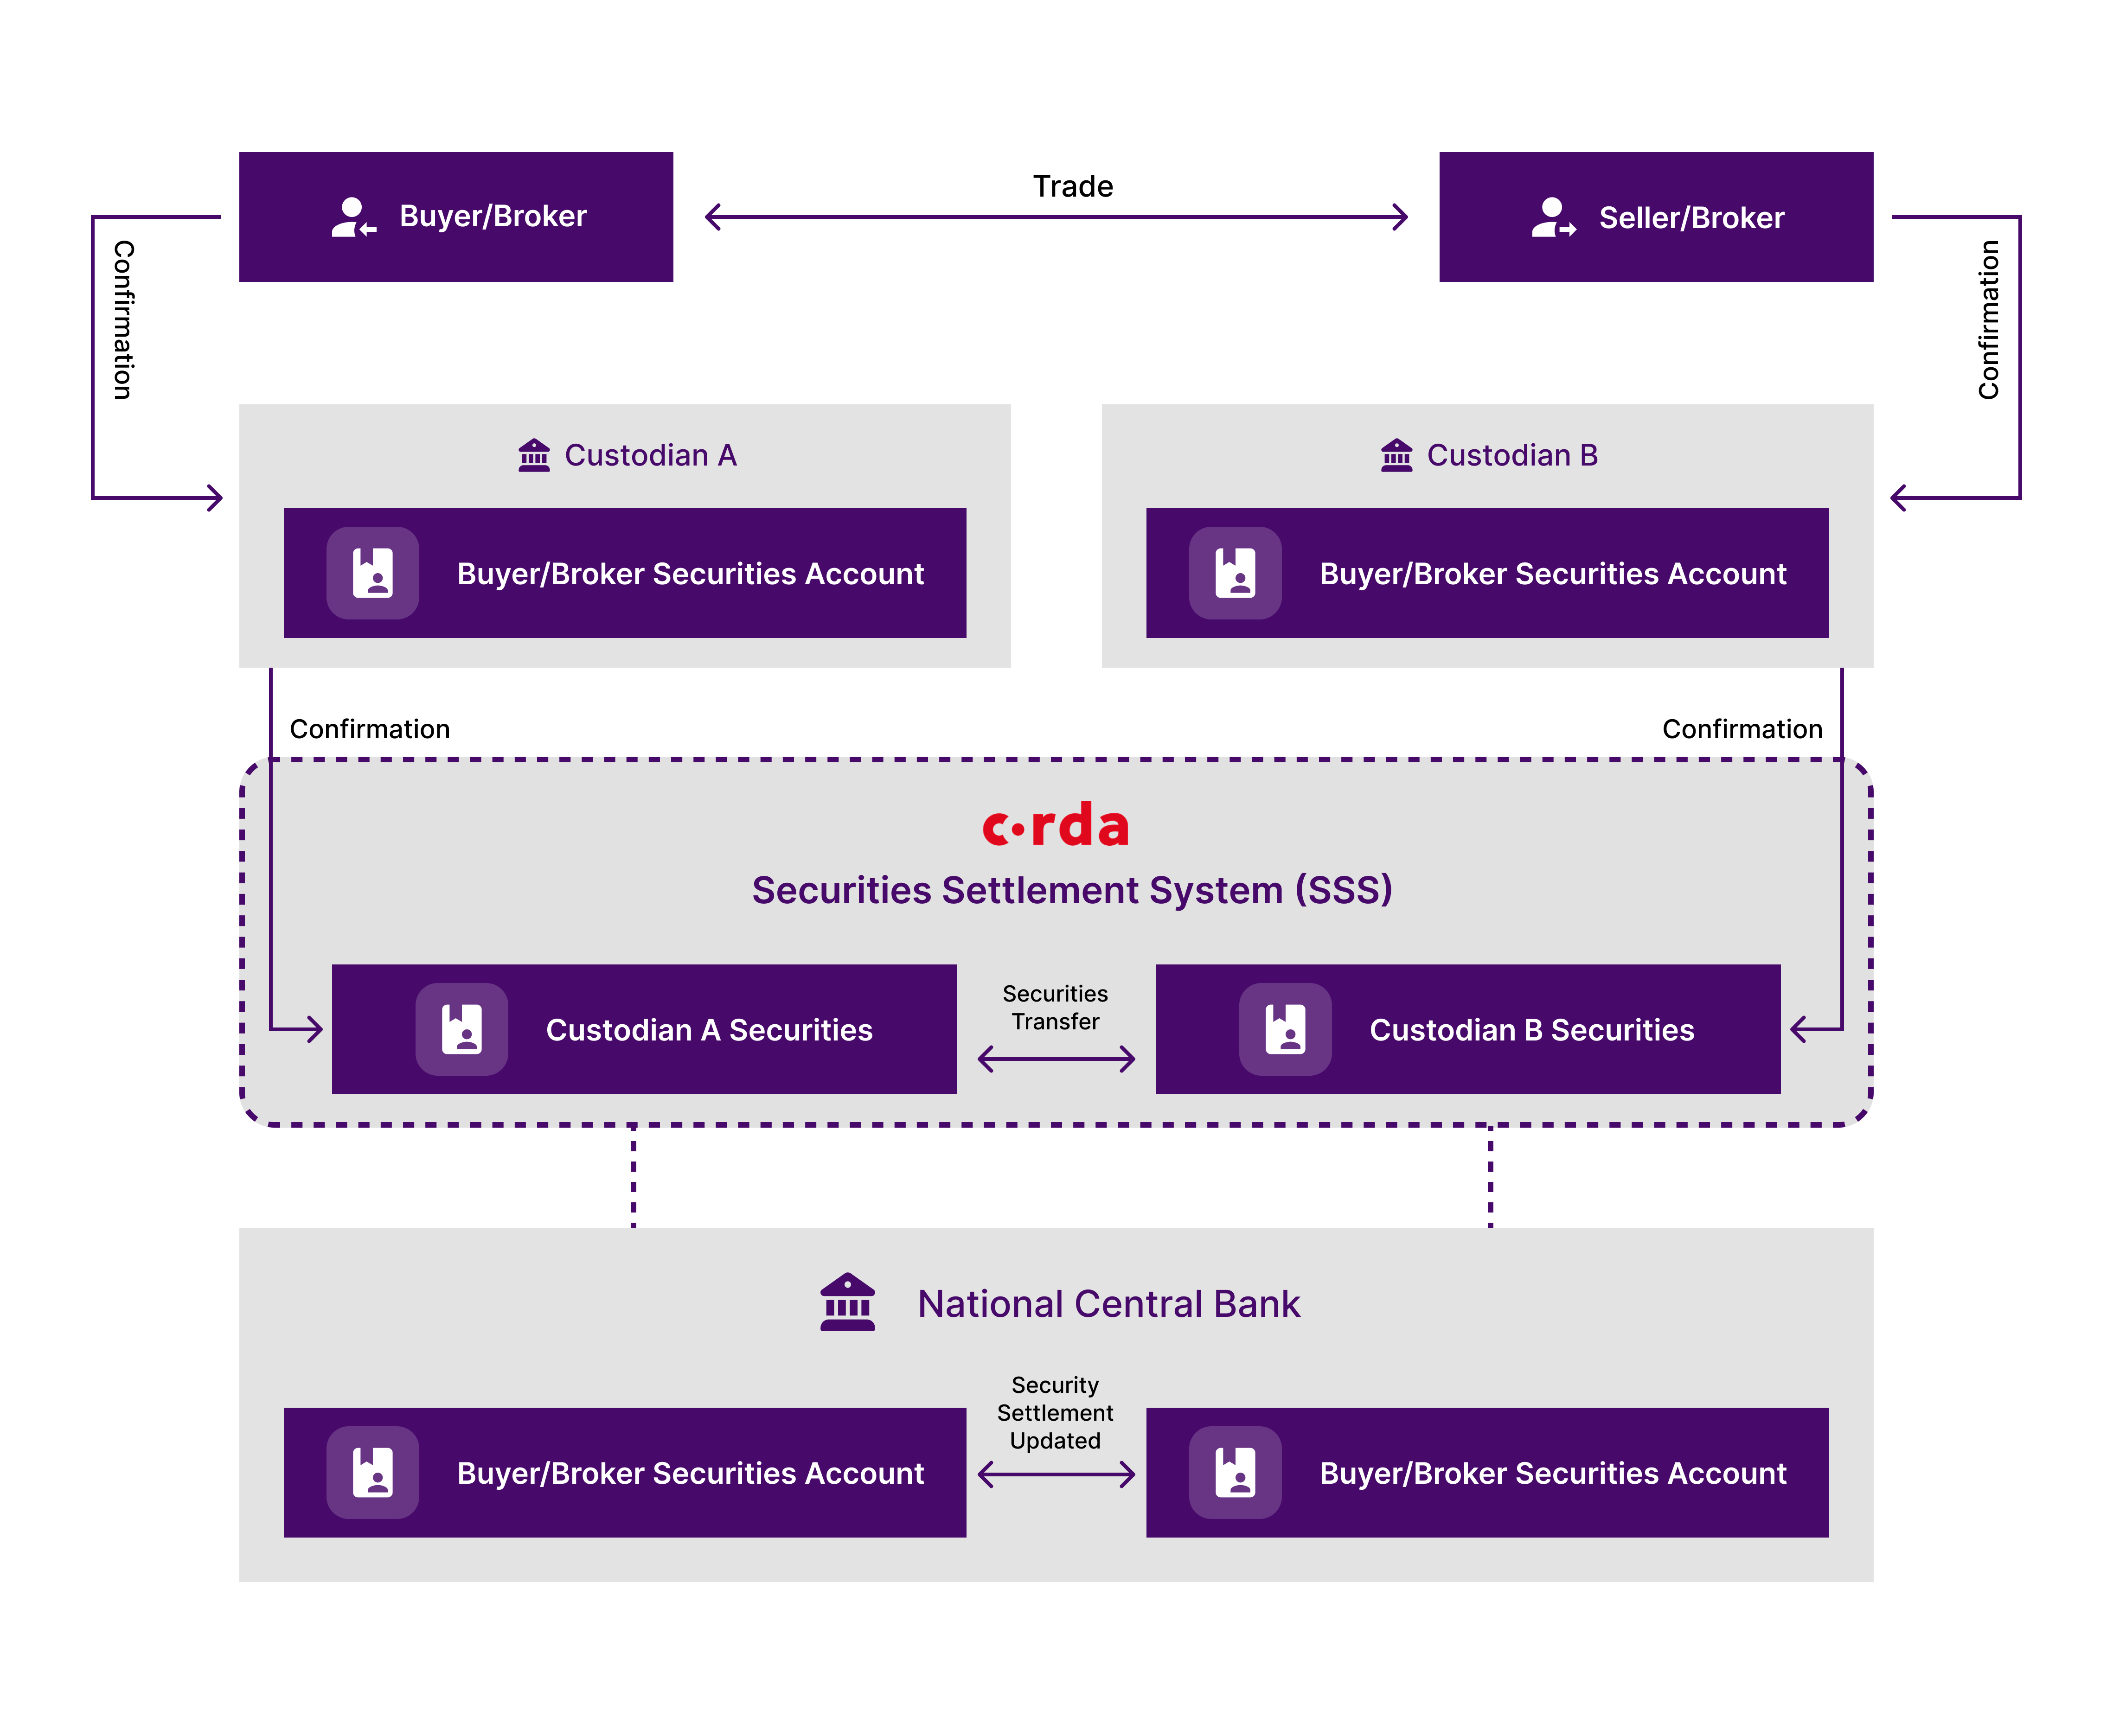 Trade
Buyer/Broker
Seller/Broker
Confirmation
Confirmation
Custodian A
Custodian B
Buyer/Broker Securities Account
Buyer/Broker Securities Account
Confirmation
Confirmation
corda
Securities Settlement System (SSS)
Securities
Transfer
Custodian A Securities
Custodian B Securities
National Central Bank
Security
Settlement
Updated
Buyer/Broker Securities Account
Buyer/Broker Securities Account